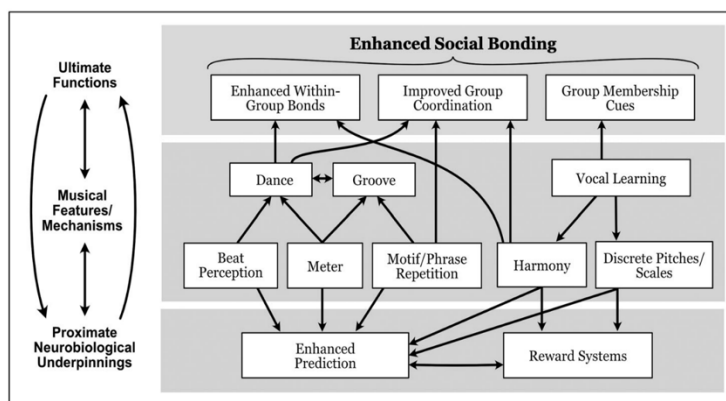 Enhanced Social Bonding
Ultimate
Functions
Enhanced Within-
Group Bonds
Improved Group
Coordination
Group Membership
Cues
Musical
Features/
Mechanisms
Dance
Groove
Vocal Learning
Beat
Perception
Meter
Motif/Phrase
Repetition
Harmony
Discrete Pitches/
Scales
Proximate
Neurobiological
Underpinnings
Enhanced
Prediction
Reward Systems